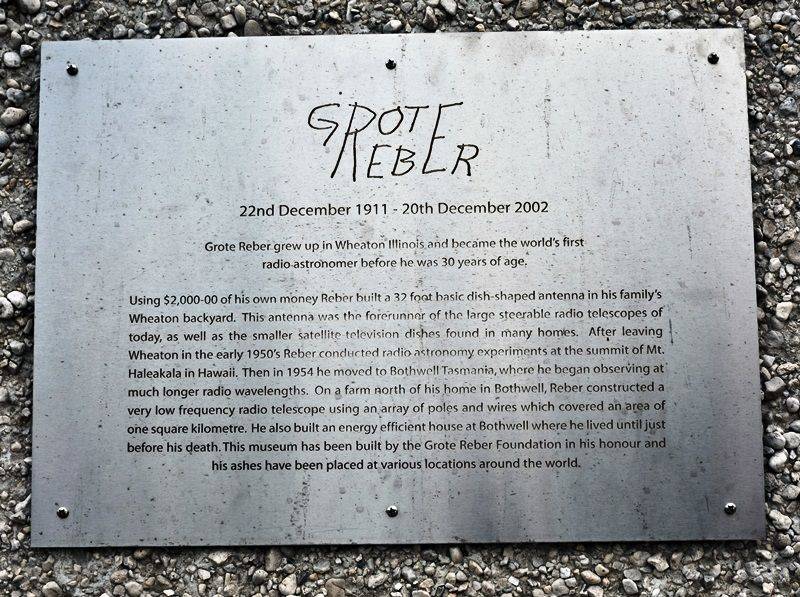 GROTE
REBER
22nd December 1911 - 20th December 2002
Grote Reber grew up in Wheaton Illinois and became the world's first
radio astronomer before he was 30 years of age.
Using $2,000-00 of his own money Reber built a 32 foot basic dish-shaped antenna in his family's
Wheaton backyard. This antenna was the forerunner of the large steerable radio telescopes of
today, as well as the smaller satellite television dishes found in many homes. After leaving
Wheaton in the early 1950's Reber conducted radio astronomy experiments at the summit of Mt.
Haleakala in Hawaii. Then in 1954 he moved to Bothwell Tasmania, where he began observing at
much longer radio wavelengths. On a farm north of his home in Bothwell, Reber constructed a
very low frequency radio telescope using an array of poles and wires which covered an area of
one square kilometre. He also built an energy efficient house at Bothwell where he lived until just
before his death. This museum has been built by the Grote Reber Foundation in his honour and
his ashes have been placed at various locations around the world.